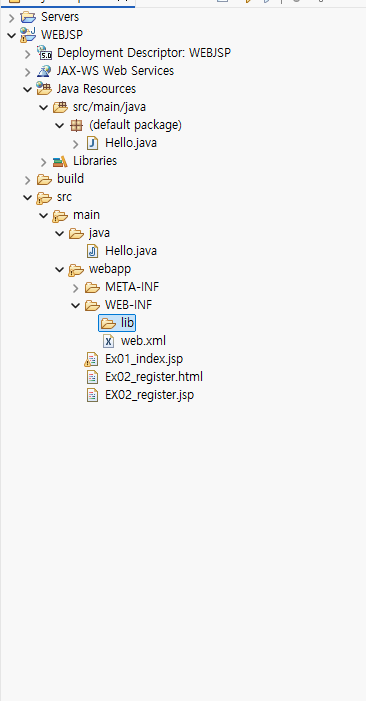 Servers
WEBJSP
5.0 Deployment Descriptor: WEBJSP
JAX-WS Web Services
Java Resources
src/main/java
(default package)
Hello.java
Libraries
build
src
main
java
Hello.java
webapp
META-INF
WEB-INF
lib
web.xml
Ex01_index.jsp
Ex02_register.html
EX02_register.jsp